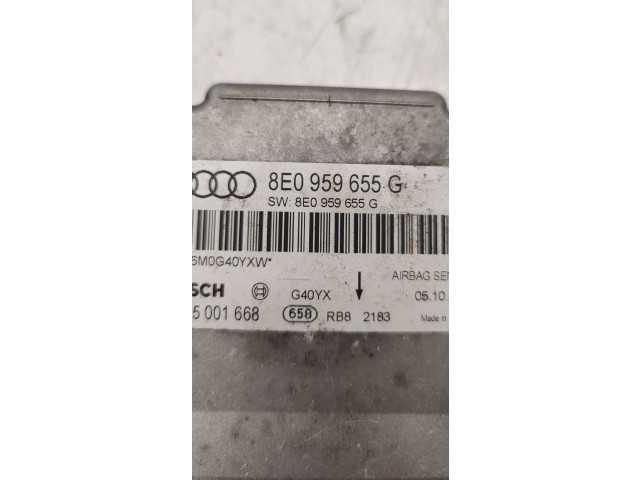 8E0 959 655 G
SW: 8E0 959 655 G
6M0G40YXW*
AIRBAG SEN
SCH G40YX 05.10.
5 001 668 658 RB8 2183 Made in